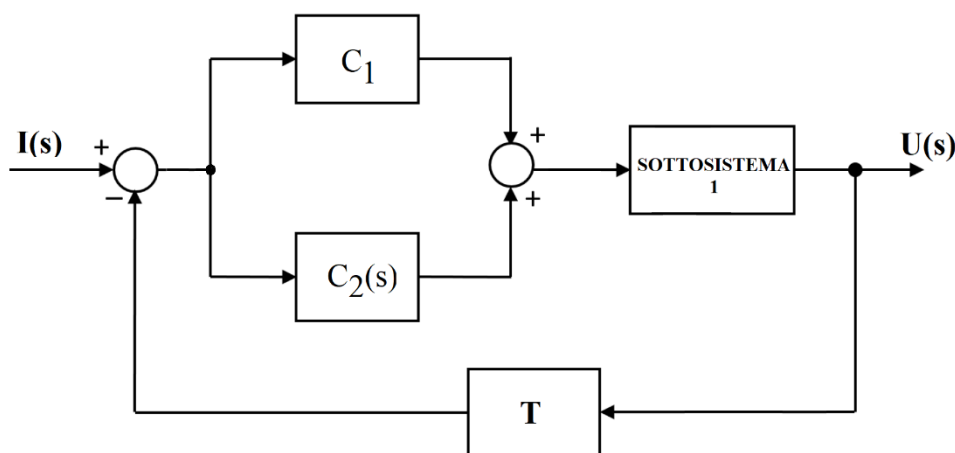 C1
I(s)
+
−
+
+
SOTTOSISTEMA
1
U(s)
C2(s)
T